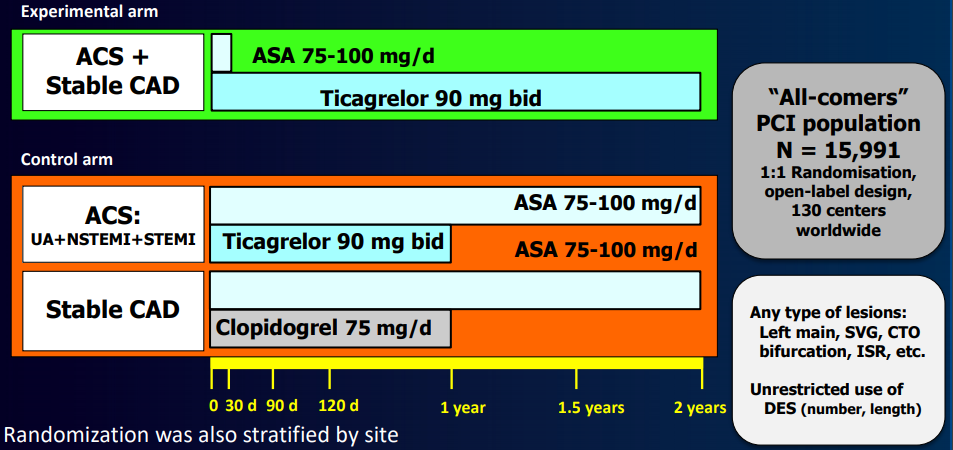 Experimental arm
ACS +
Stable CAD
ASA 75-100 mg/d
Ticagrelor 90 mg bid
Control arm
ACS:
UA+NSTEMI+STEMI
ASA 75-100 mg/d
Ticagrelor 90 mg bid
ASA 75-100 mg/d
Stable CAD
Clopidogrel 75 mg/d
0 30 d 90 d 120 d 1 year 1.5 years 2 years
Randomization was also stratified by site
“All-comers”
PCI population
N = 15,991
1:1 Randomisation,
open-label design,
130 centers
worldwide
Any type of lesions:
Left main, SVG, CTO
bifurcation, ISR, etc.
Unrestricted use of
DES (number, length)